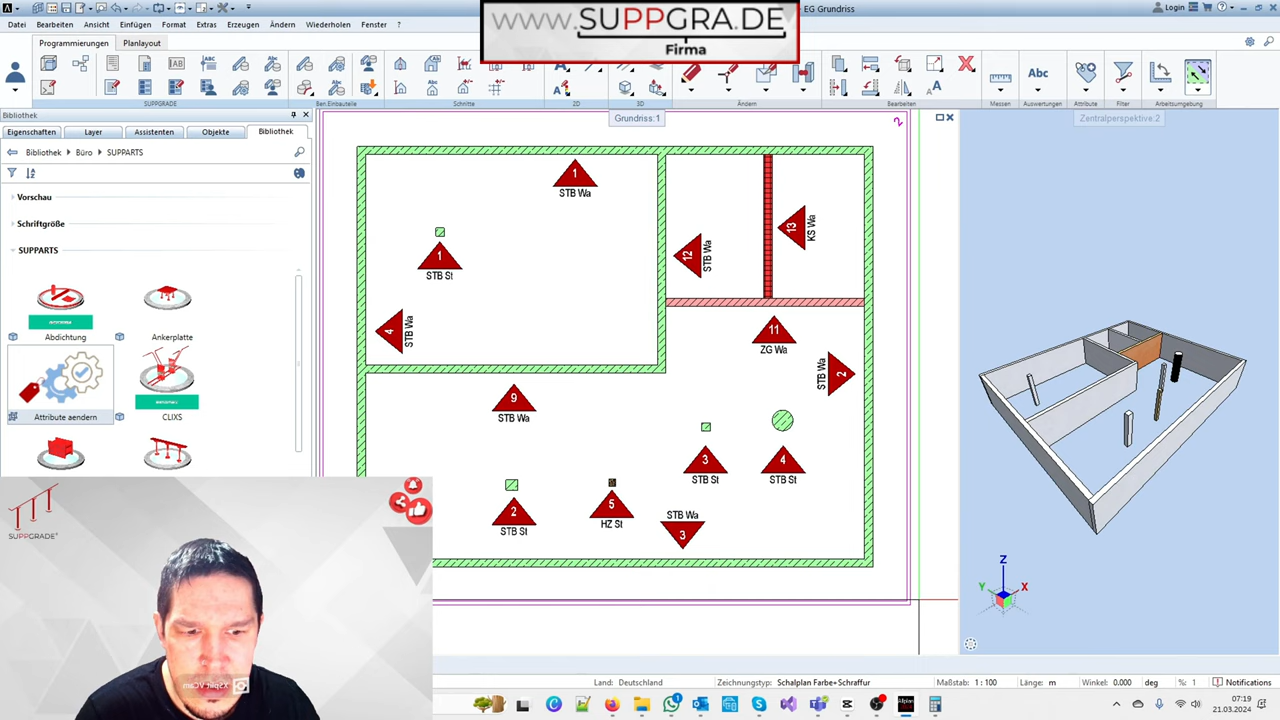 www.SUPPGRA.DE
Firma
EG Grundriss
Login
Datei
Bearbeiten
Ansicht
Einfügen
Format
Extras
Erzeugen
Ändern
Wiederholen
Fenster
Programmierungen
Planlayout
Abc
SUPPGRADE
Ben.Einbauteile
Schnitte
2D
3D
Ändern
Bearbeiten
Messen
Auswertungen
Attribute
Filter
Arbeitsumgebung
Bibliothek
Eigenschaften
Layer
Assistenten
Objekte
Bibliothek
Bibliothek
Büro
SUPPARTS
Vorschau
Schriftgröße
SUPPARTS
Abdichtung
Ankerplatte
Attribute aendern
CLIXS
Grundriss:1
Zentralperspektive:2
2
1
STB Wa
1
STB St
4
STB Wa
12
STB Wa
13
KS Wa
11
ZG Wa
2
STB Wa
9
STB Wa
3
STB St
4
STB St
2
STB St
5
HZ St
STB Wa
3
Z
Y
X
SUPPGRADE
XSplit VCam
Land: Deutschland
Zeichnungstyp: Schalplan Farbe+Schraffur
Maßstab: 1 : 100
Länge: m
Winkel: 0.000 deg
% 1
Notifications
07:19
21.03.2024